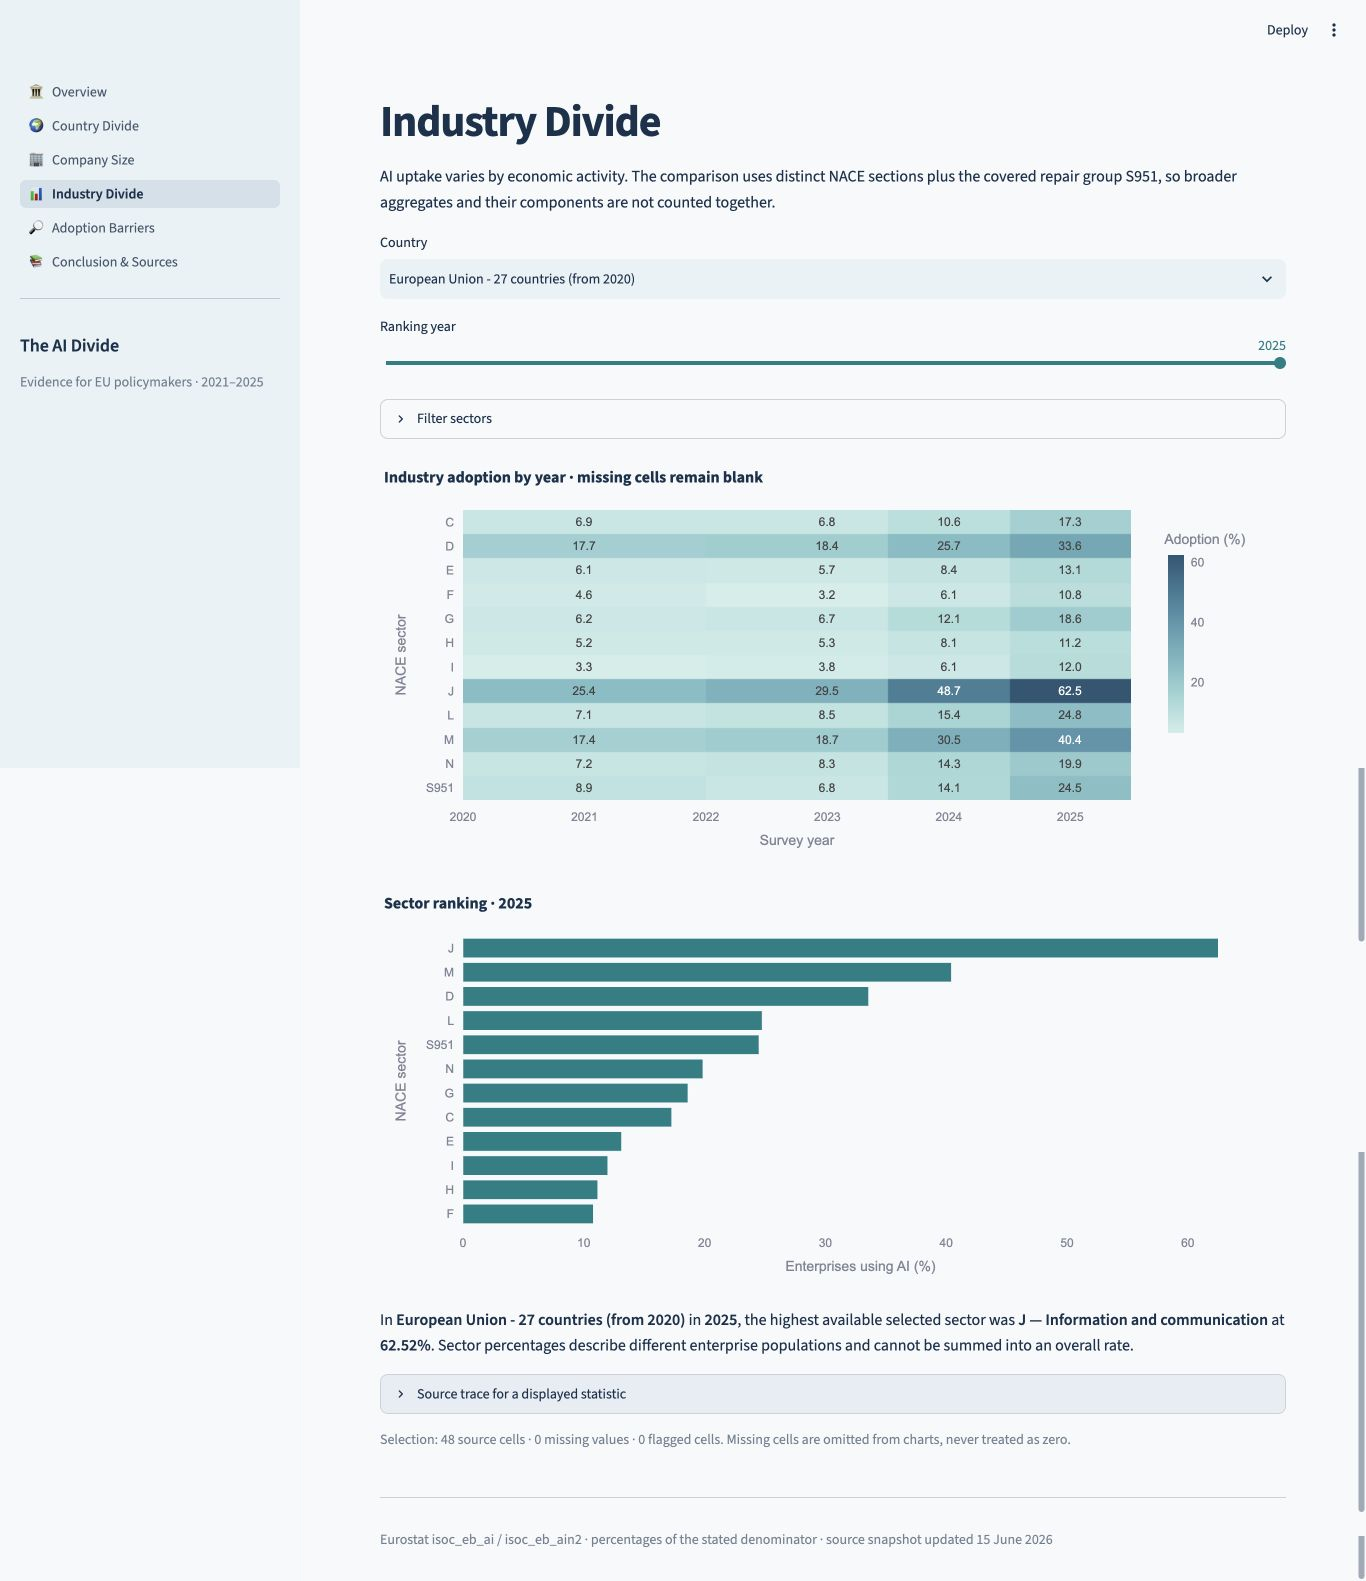 Deploy
Overview
Country Divide
Company Size
Industry Divide
Adoption Barriers
Conclusion & Sources
The AI Divide
Evidence for EU policymakers · 2021–2025
Industry Divide
AI uptake varies by economic activity. The comparison uses distinct NACE sections plus the covered repair group S951, so broader
aggregates and their components are not counted together.
Country
European Union - 27 countries (from 2020)
Ranking year
2025
Filter sectors
Industry adoption by year · missing cells remain blank
NACE sector
C 6.9 6.8 10.6 17.3
D 17.7 18.4 25.7 33.6
E 6.1 5.7 8.4 13.1
F 4.6 3.2 6.1 10.8
G 6.2 6.7 12.1 18.6
H 5.2 5.3 8.1 11.2
I 3.3 3.8 6.1 12.0
J 25.4 29.5 48.7 62.5
L 7.1 8.5 15.4 24.8
M 17.4 18.7 30.5 40.4
N 7.2 8.3 14.3 19.9
S951 8.9 6.8 14.1 24.5
2020 2021 2022 2023 2024 2025
Survey year
Adoption (%)
60
40
20
Sector ranking · 2025
NACE sector
J
M
D
L
S951
N
G
C
E
I
H
F
0 10 20 30 40 50 60
Enterprises using AI (%)
In European Union - 27 countries (from 2020) in 2025, the highest available selected sector was J — Information and communication at
62.52%. Sector percentages describe different enterprise populations and cannot be summed into an overall rate.
Source trace for a displayed statistic
Selection: 48 source cells · 0 missing values · 0 flagged cells. Missing cells are omitted from charts, never treated as zero.
Eurostat isoc_eb_ai / isoc_eb_ain2 · percentages of the stated denominator · source snapshot updated 15 June 2026